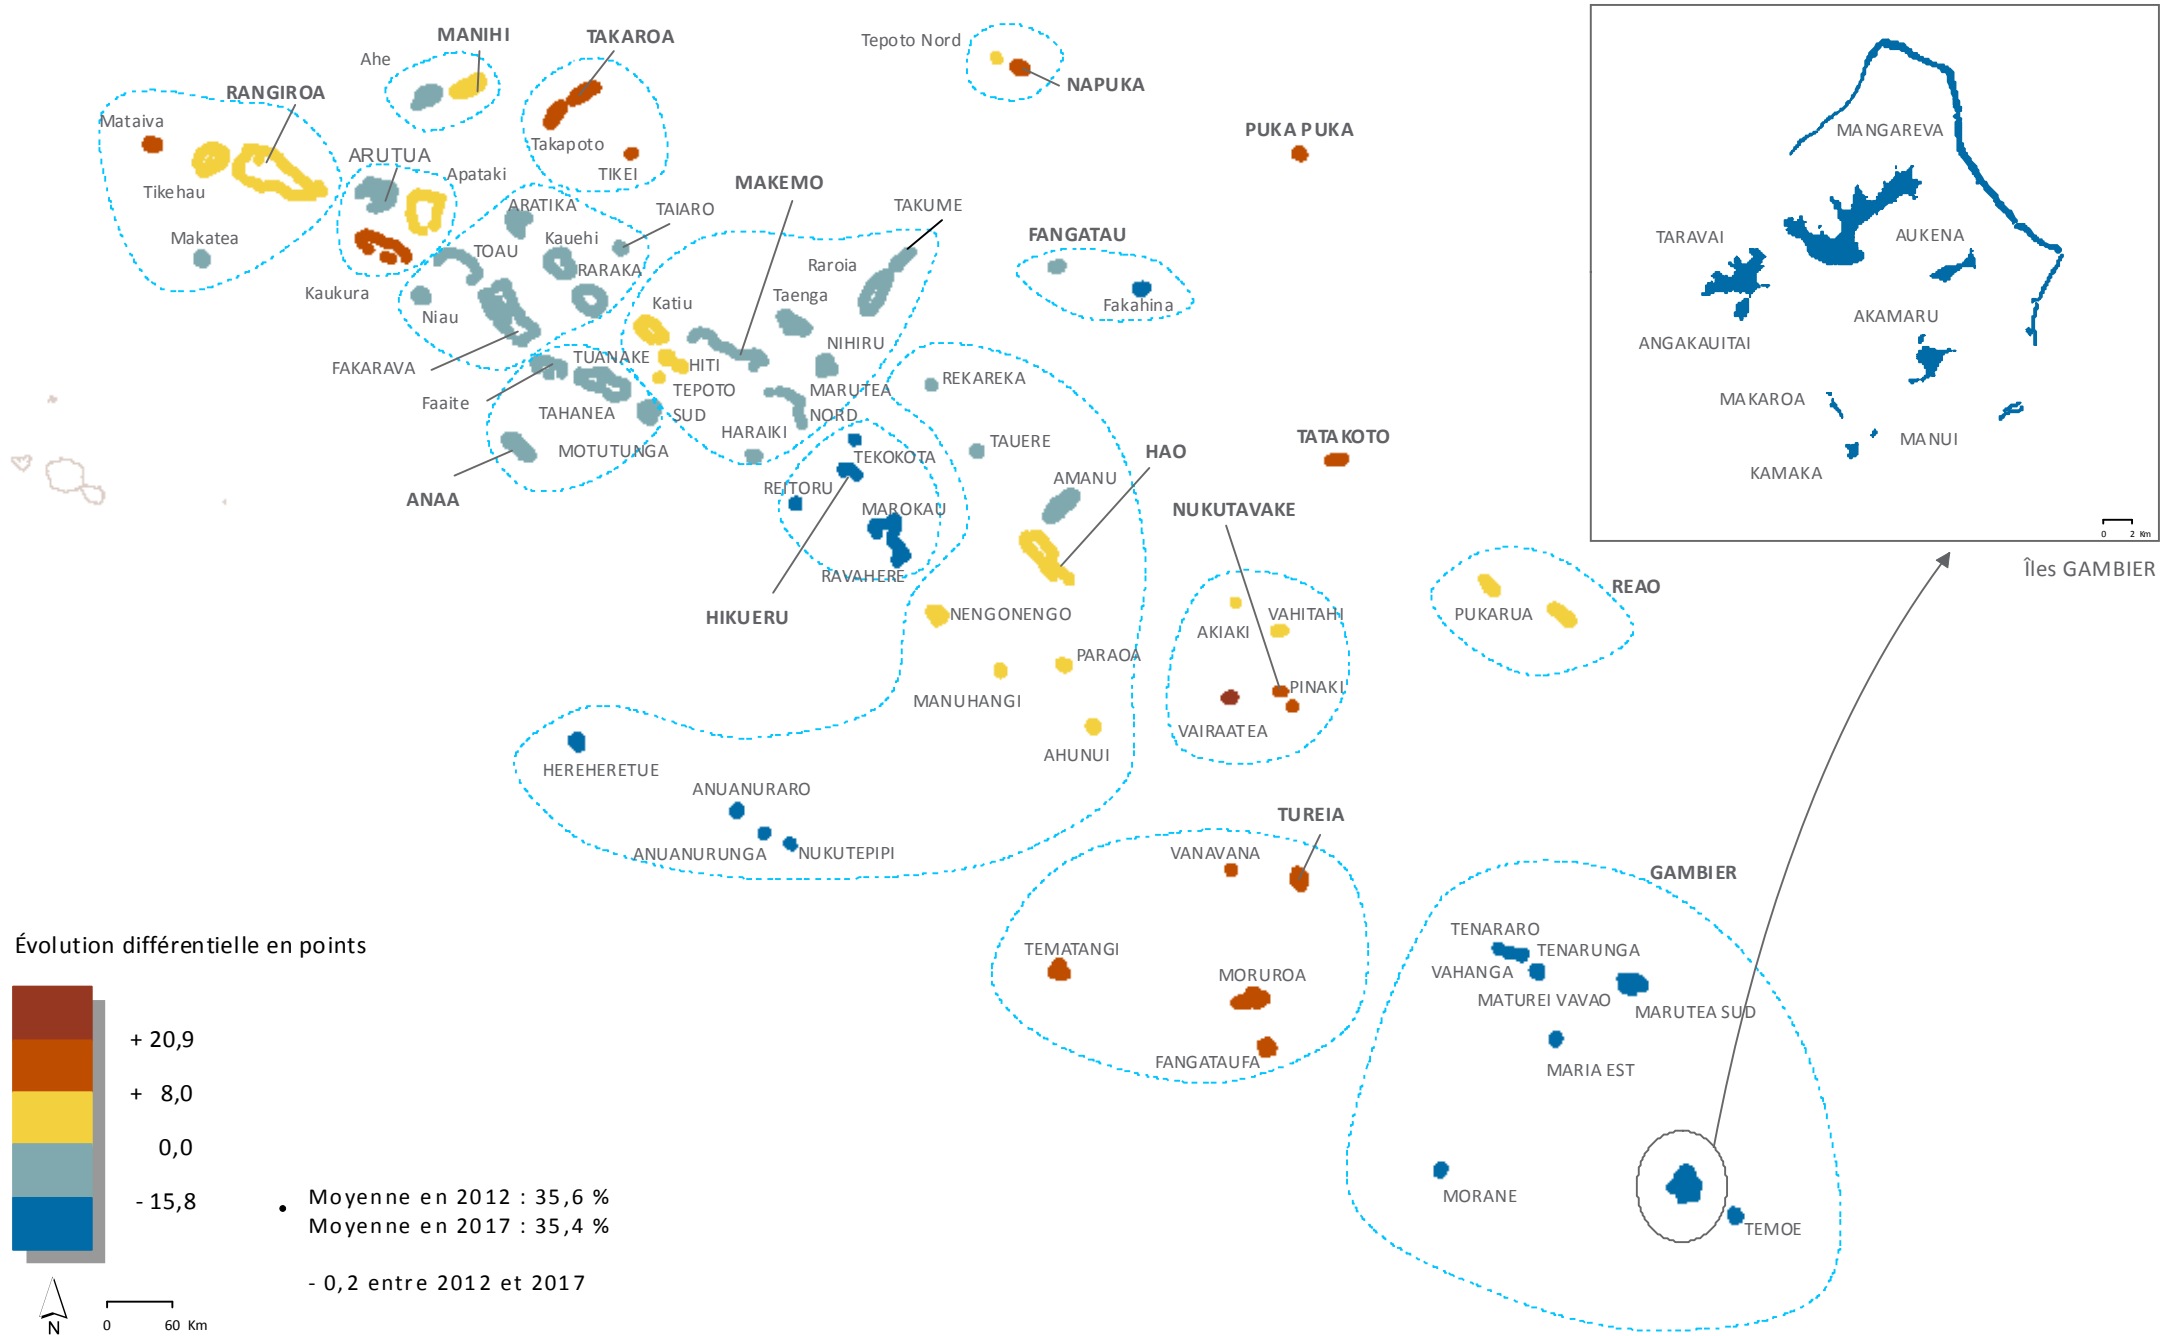 MANIHI
TAKAROA
Tepoto Nord
Ahe
NAPUKA
RANGIROA
Mataiva
PUKA PUKA
MANGAREVA
Takapoto
ARUTUA
Apataki
TIKEI
MAKEMO
Tikehau
ARATIKA
TAIARO
TAKUME
Makatea
Kauehi
FANGATAU
TARAVAI
AUKENA
TOAU
RARAKA
Raroia
Kaukura
Niau
Katiu
Taenga
Fakahina
AKAMARU
FAKARAVA
TUANAKE
HITI
NIHIRU
ANGAKAUITAI
REKAREKA
Faaite
TAHANEA
TEPOTO
SUD
MARUTEA
NORD
MAKAROA
HARAIKI
TATAKOTO
TAUERE
HAO
MANUI
MOTUTUNGA
TEKOKOTA
KAMAKA
ANAA
REITORU
AMANU
MAROKAU
NUKUTAVAKE
0 2 Km
Îles GAMBIER
RAVAHERE
REAO
HIKUERU
NENGONENGO
VAHITAHI
PUKARUA
AKIAKI
PARAOA
MANUHANGI
PINAKI
VAIRAATEA
AHUNUI
HEREHERETUE
ANUANURARO
TUREIA
ANUANURUNGA
NUKUTEPIPI
VANAVANA
GAMBIER
TENARARO
TEMATANGI
TENARUNGA
VAHANGA
MORUROA
MATUREI VAVAO
MARUTEA SUD
FANGATAUFA
MARIA EST
MORANE
TEMOE
Évolution différentielle en points
+ 20,9
+ 8,0
0,0
- 15,8
• Moyenne en 2012 : 35,6 %
Moyenne en 2017 : 35,4 %
- 0,2 entre 2012 et 2017
N
0 60 Km